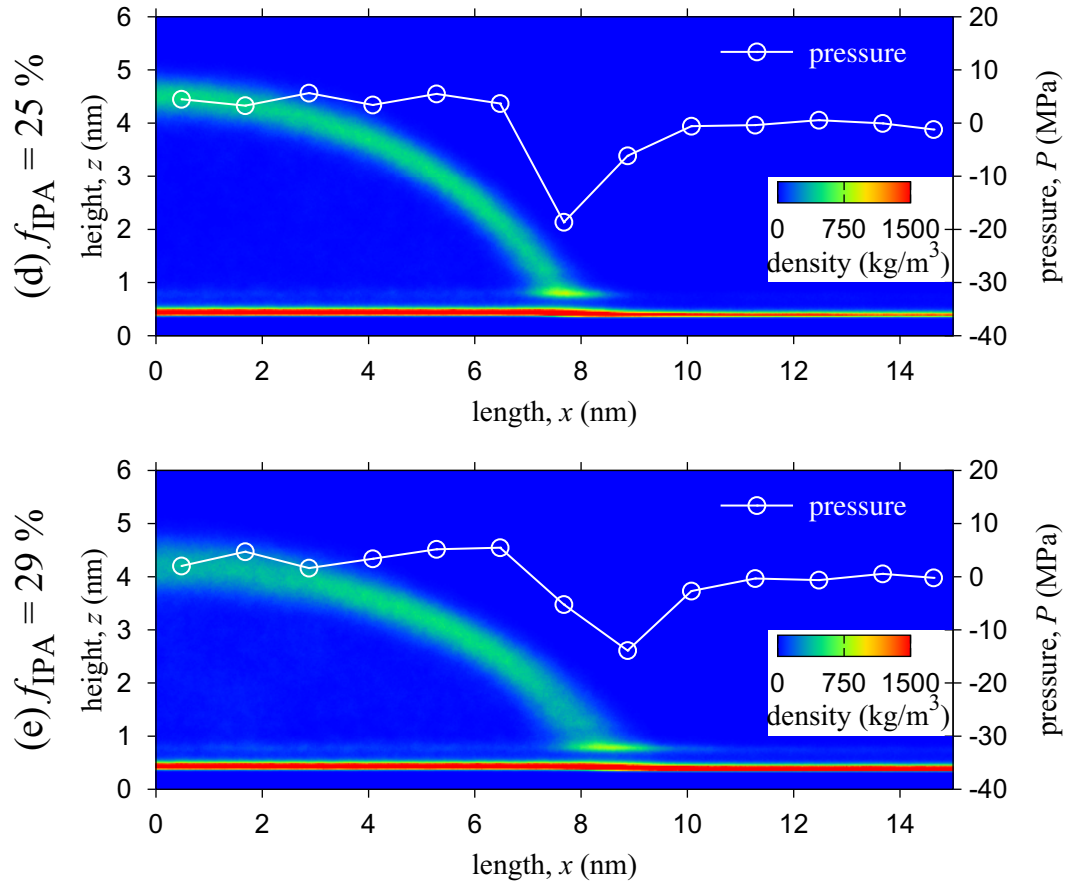 (d) f_IPA = 25 %
height, z (nm)
6
5
4
3
2
1
0
pressure
0 750 1500
density (kg/m³)
20
10
0
-10
-20
-30
-40
pressure, P (MPa)
0 2 4 6 8 10 12 14
length, x (nm)
(e) f_IPA = 29 %
height, z (nm)
6
5
4
3
2
1
0
pressure
0 750 1500
density (kg/m³)
20
10
0
-10
-20
-30
-40
pressure, P (MPa)
0 2 4 6 8 10 12 14
length, x (nm)